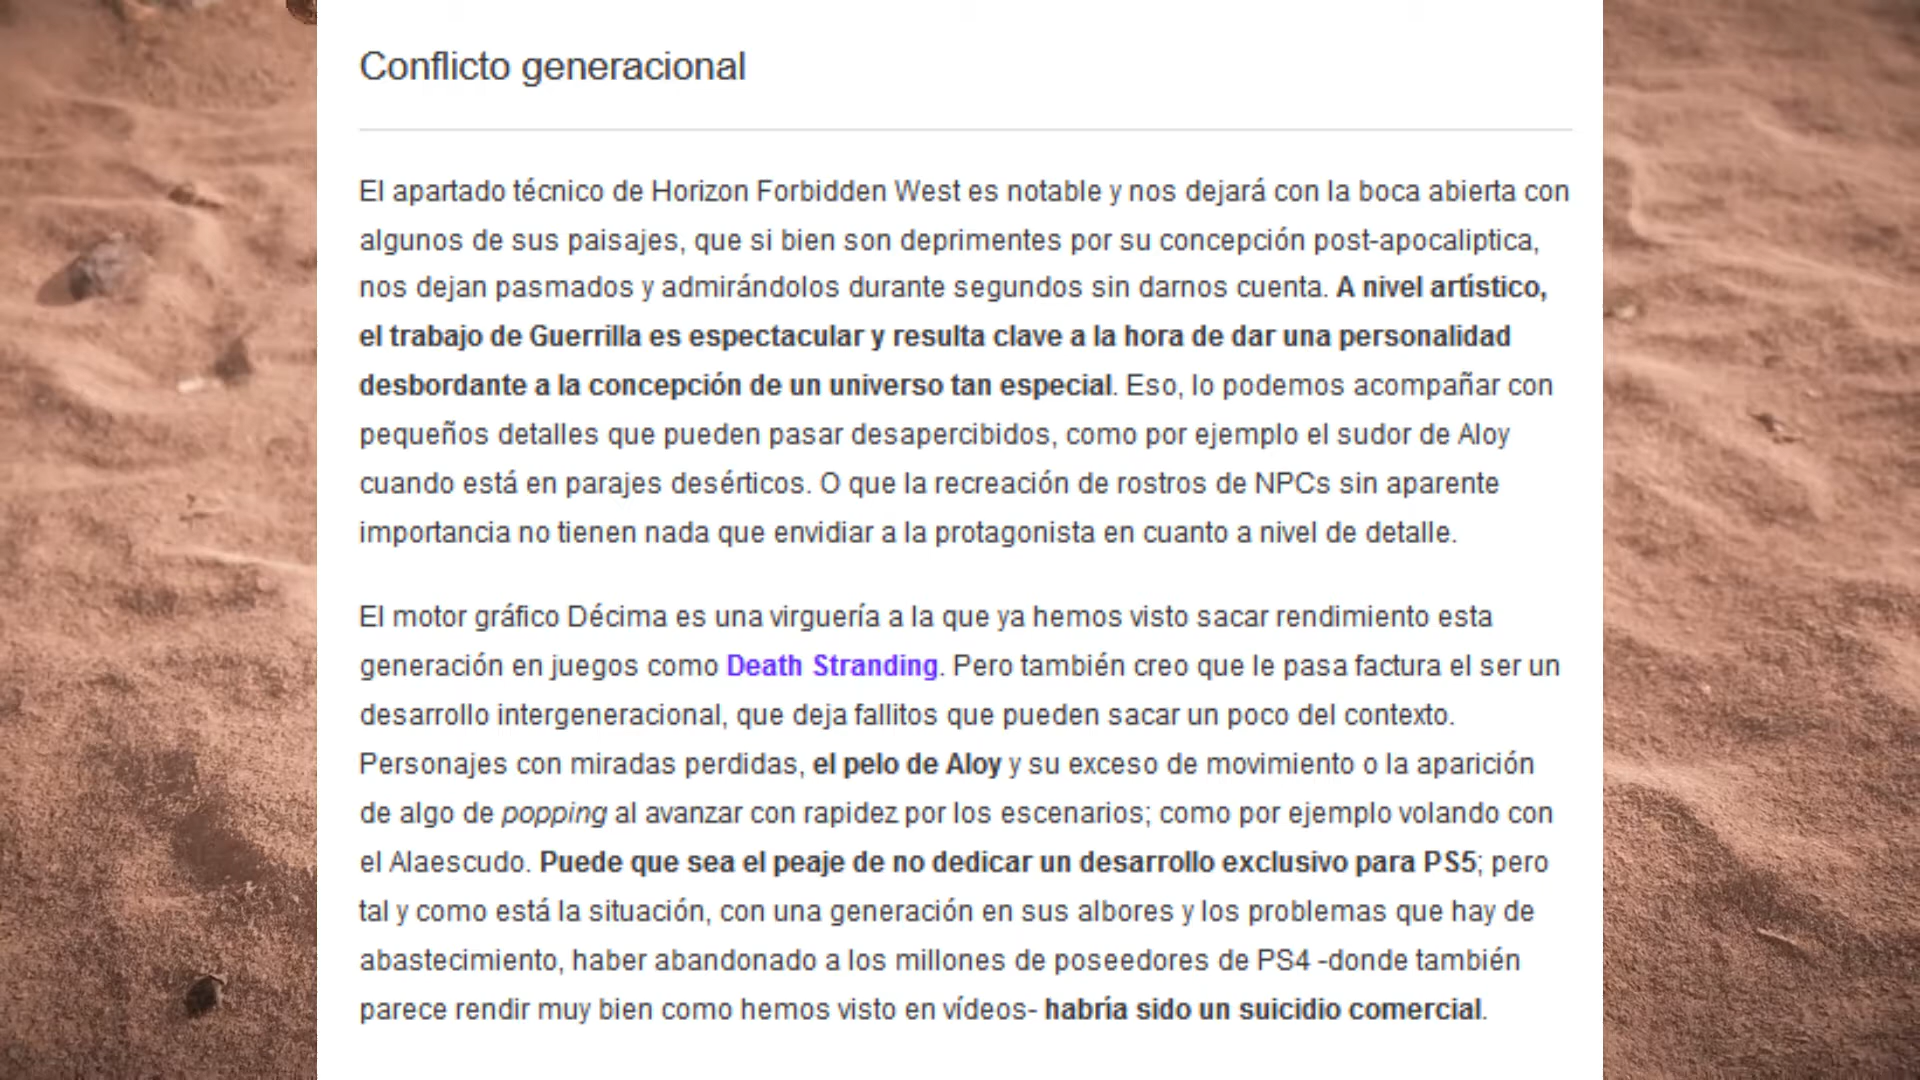 Conflicto generacional
El apartado técnico de Horizon Forbidden West es notable y nos dejará con la boca abierta con
algunos de sus paisajes, que si bien son deprimentes por su concepción post-apocaliptica,
nos dejan pasmados y admirándolos durante segundos sin darnos cuenta. A nivel artístico,
el trabajo de Guerrilla es espectacular y resulta clave a la hora de dar una personalidad
desbordante a la concepción de un universo tan especial. Eso, lo podemos acompañar con
pequeños detalles que pueden pasar desapercibidos, como por ejemplo el sudor de Aloy
cuando está en parajes desérticos. O que la recreación de rostros de NPCs sin aparente
importancia no tienen nada que envidiar a la protagonista en cuanto a nivel de detalle.
El motor gráfico Décima es una virguería a la que ya hemos visto sacar rendimiento esta
generación en juegos como Death Stranding. Pero también creo que le pasa factura el ser un
desarrollo intergeneracional, que deja fallitos que pueden sacar un poco del contexto.
Personajes con miradas perdidas, el pelo de Aloy y su exceso de movimiento o la aparición
de algo de popping al avanzar con rapidez por los escenarios; como por ejemplo volando con
el Alaescudo. Puede que sea el peaje de no dedicar un desarrollo exclusivo para PS5; pero
tal y como está la situación, con una generación en sus albores y los problemas que hay de
abastecimiento, haber abandonado a los millones de poseedores de PS4 -donde también
parece rendir muy bien como hemos visto en vídeos- habría sido un suicidio comercial.